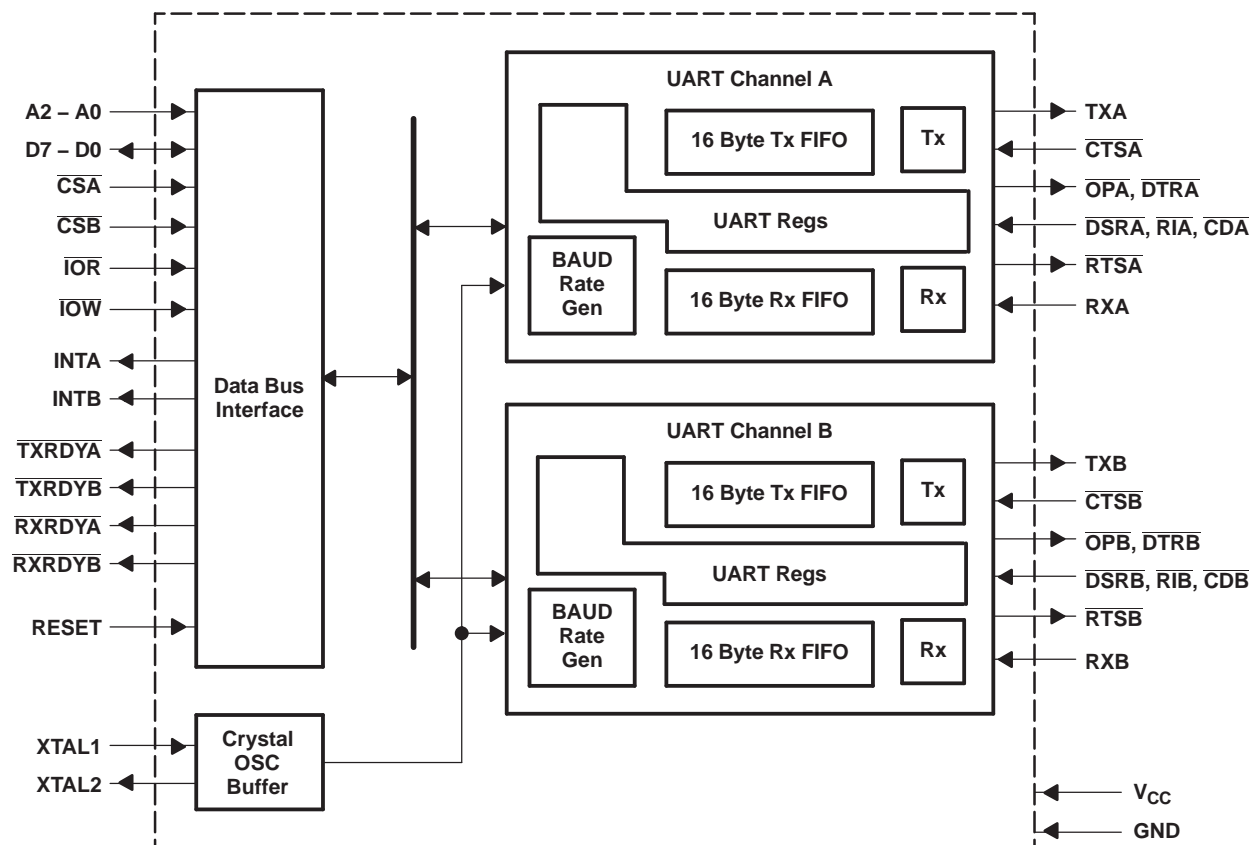 A2 – A0
D7 – D0
CSA
CSB
IOR
IOW
INTA
INTB
TXRDYA
TXRDYB
RXRDYA
RXRDYB
RESET
XTAL1
XTAL2
Data Bus
Interface
Crystal
OSC
Buffer
UART Channel A
16 Byte Tx FIFO
Tx
UART Regs
BAUD
Rate
Gen
16 Byte Rx FIFO
Rx
UART Channel B
16 Byte Tx FIFO
Tx
UART Regs
BAUD
Rate
Gen
16 Byte Rx FIFO
Rx
TXA
CTSA
OPA, DTRA
DSRA, RIA, CDA
RTSA
RXA
TXB
CTSB
OPB, DTRB
DSRB, RIB, CDB
RTSB
RXB
VCC
GND